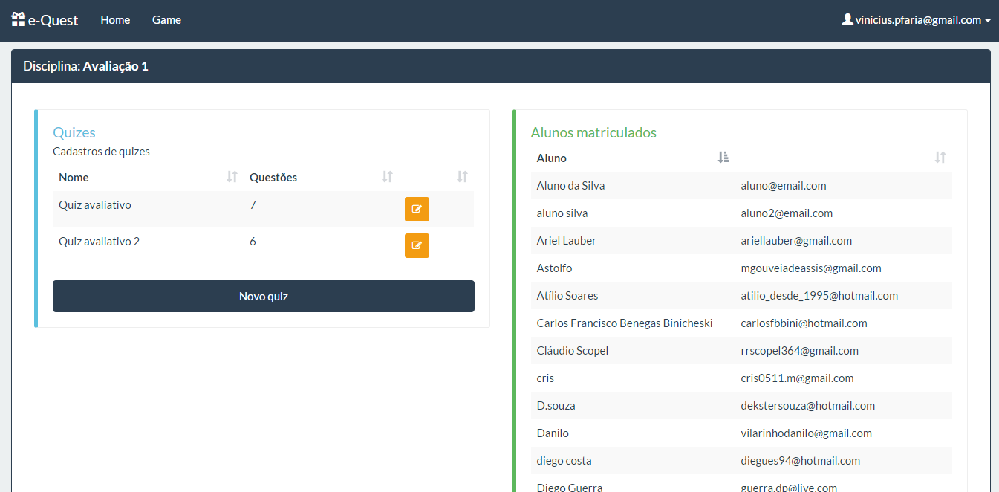 e-Quest Home Game vinicius.pfaria@gmail.com
Disciplina: Avaliação 1
Quizes
Cadastros de quizes
Nome Questões
Quiz avaliativo 7
Quiz avaliativo 2 6
Novo quiz
Alunos matriculados
Aluno
Aluno da Silva aluno@email.com
aluno silva aluno2@email.com
Ariel Lauber ariellauber@gmail.com
Astolfo mgouveiadeassis@gmail.com
Atílio Soares atilio_desde_1995@hotmail.com
Carlos Francisco Benegas Binicheski carlosfbbini@hotmail.com
Cláudio Scopel rrscopel364@gmail.com
cris cris0511.m@gmail.com
D.souza dekstersouza@hotmail.com
Danilo vilarinhodanilo@gmail.com
diego costa diegues94@hotmail.com
Diego Guerra guerra.dp@live.com